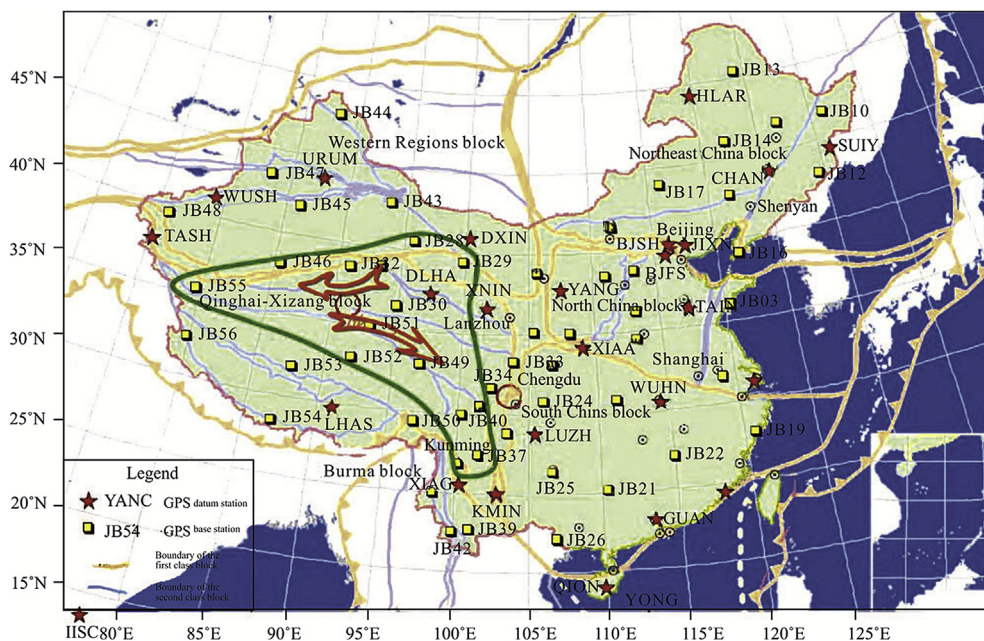 45°N
40°N
35°N
30°N
25°N
20°N
15°N
JB13
HLAR
JB10
JB44
JB14
SUIY
Western Regions block
Northeast China block
URUM
JB47
CHAN
JB12
JB17
WUSH
JB45
JB43
JB48
Shenyan
TASH
JB28
DXIN
Beijing
BJSH
JIXN
JB16
JB46
JB32
DLHA
JB29
BJFS
JB55
Qinghai-Xizang block
XNIN
YANG
JB30
North China block
TAIN
JB03
Lanzhou
JB51
JB56
XIAA
JB52
JB53
JB49
JB33
Shanghai
Chengdu
JB34
WUHN
JB24
JB54
LHAS
JB50
JB40
South Chins block
LUZH
JB19
Kunming
JB37
JB22
Burma block
XIAG
JB25
JB21
KMIN
GUAN
JB39
JB42
JB26
QION
YONG
Legend
YANC GPS datum station
JB54 GPS base station
Boundary of the
first class block
Boundary of the
second class block
IISC
80°E
85°E
90°E
95°E
100°E
105°E
110°E
115°E
120°E
125°E